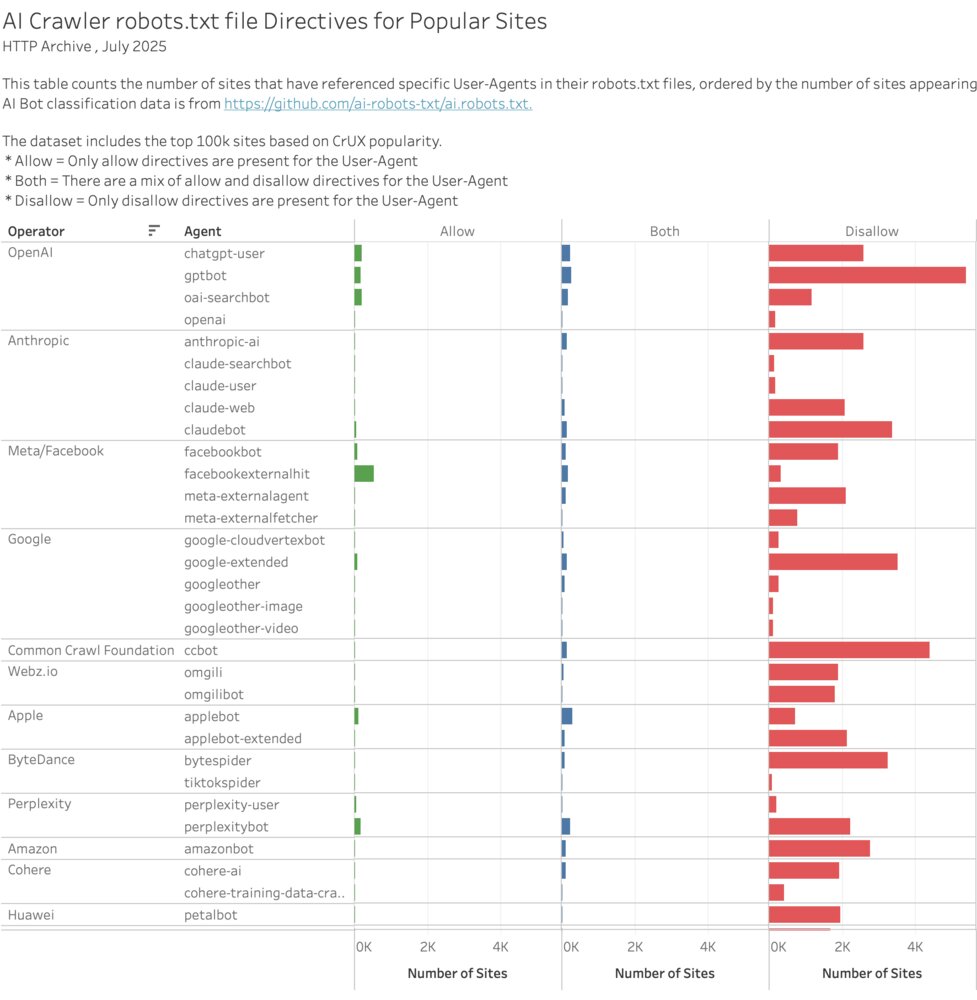 AI Crawler robots.txt file Directives for Popular Sites
HTTP Archive , July 2025
This table counts the number of sites that have referenced specific User-Agents in their robots.txt files, ordered by the number of sites appearing
AI Bot classification data is from https://github.com/ai-robots-txt/ai.robots.txt.
The dataset includes the top 100k sites based on CrUX popularity.
* Allow = Only allow directives are present for the User-Agent
* Both = There are a mix of allow and disallow directives for the User-Agent
* Disallow = Only disallow directives are present for the User-Agent
Operator Agent Allow Both Disallow
OpenAI chatgpt-user
gptbot
oai-searchbot
openai
Anthropic anthropic-ai
claude-searchbot
claude-user
claude-web
claudebot
Meta/Facebook facebookbot
facebookexternalhit
meta-externalagent
meta-externalfetcher
Google google-cloudvertexbot
google-extended
googleother
googleother-image
googleother-video
Common Crawl Foundation ccbot
Webz.io omgili
omgilibot
Apple applebot
applebot-extended
ByteDance bytespider
tiktokspider
Perplexity perplexity-user
perplexitybot
Amazon amazonbot
Cohere cohere-ai
cohere-training-data-cra..
Huawei petalbot
0K 2K 4K 0K 2K 4K 0K 2K 4K
Number of Sites Number of Sites Number of Sites